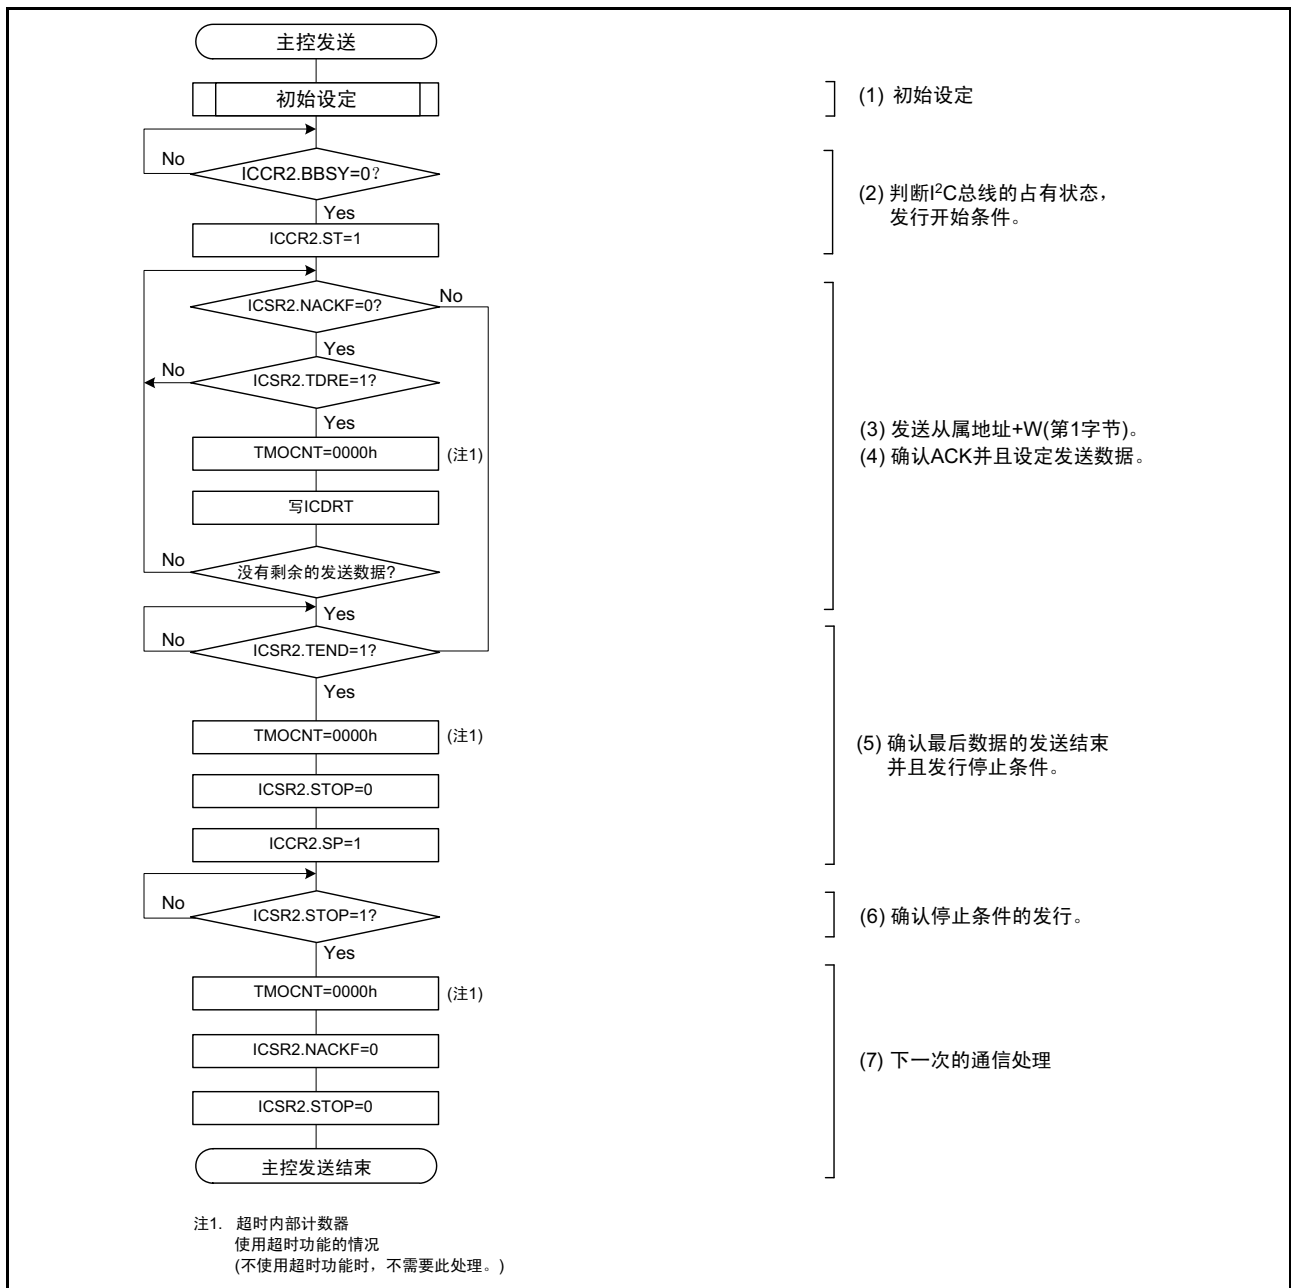 主控发送
初始设定
(1) 初始设定
No
ICCR2.BBSY=0?
Yes
ICCR2.ST=1
(2) 判断I²C总线的占有状态，
发行开始条件。
ICSR2.NACKF=0?
No
Yes
No
ICSR2.TDRE=1?
Yes
TMOCNT=0000h
(注1)
写ICDRT
No
没有剩余的发送数据?
Yes
(3) 发送从属地址+W(第1字节)。
(4) 确认ACK并且设定发送数据。
No
ICSR2.TEND=1?
Yes
TMOCNT=0000h
(注1)
ICSR2.STOP=0
ICCR2.SP=1
(5) 确认最后数据的发送结束
并且发行停止条件。
No
ICSR2.STOP=1?
Yes
(6) 确认停止条件的发行。
TMOCNT=0000h
(注1)
ICSR2.NACKF=0
ICSR2.STOP=0
(7) 下一次的通信处理
主控发送结束
注1. 超时内部计数器
使用超时功能的情况
(不使用超时功能时，不需要此处理。)